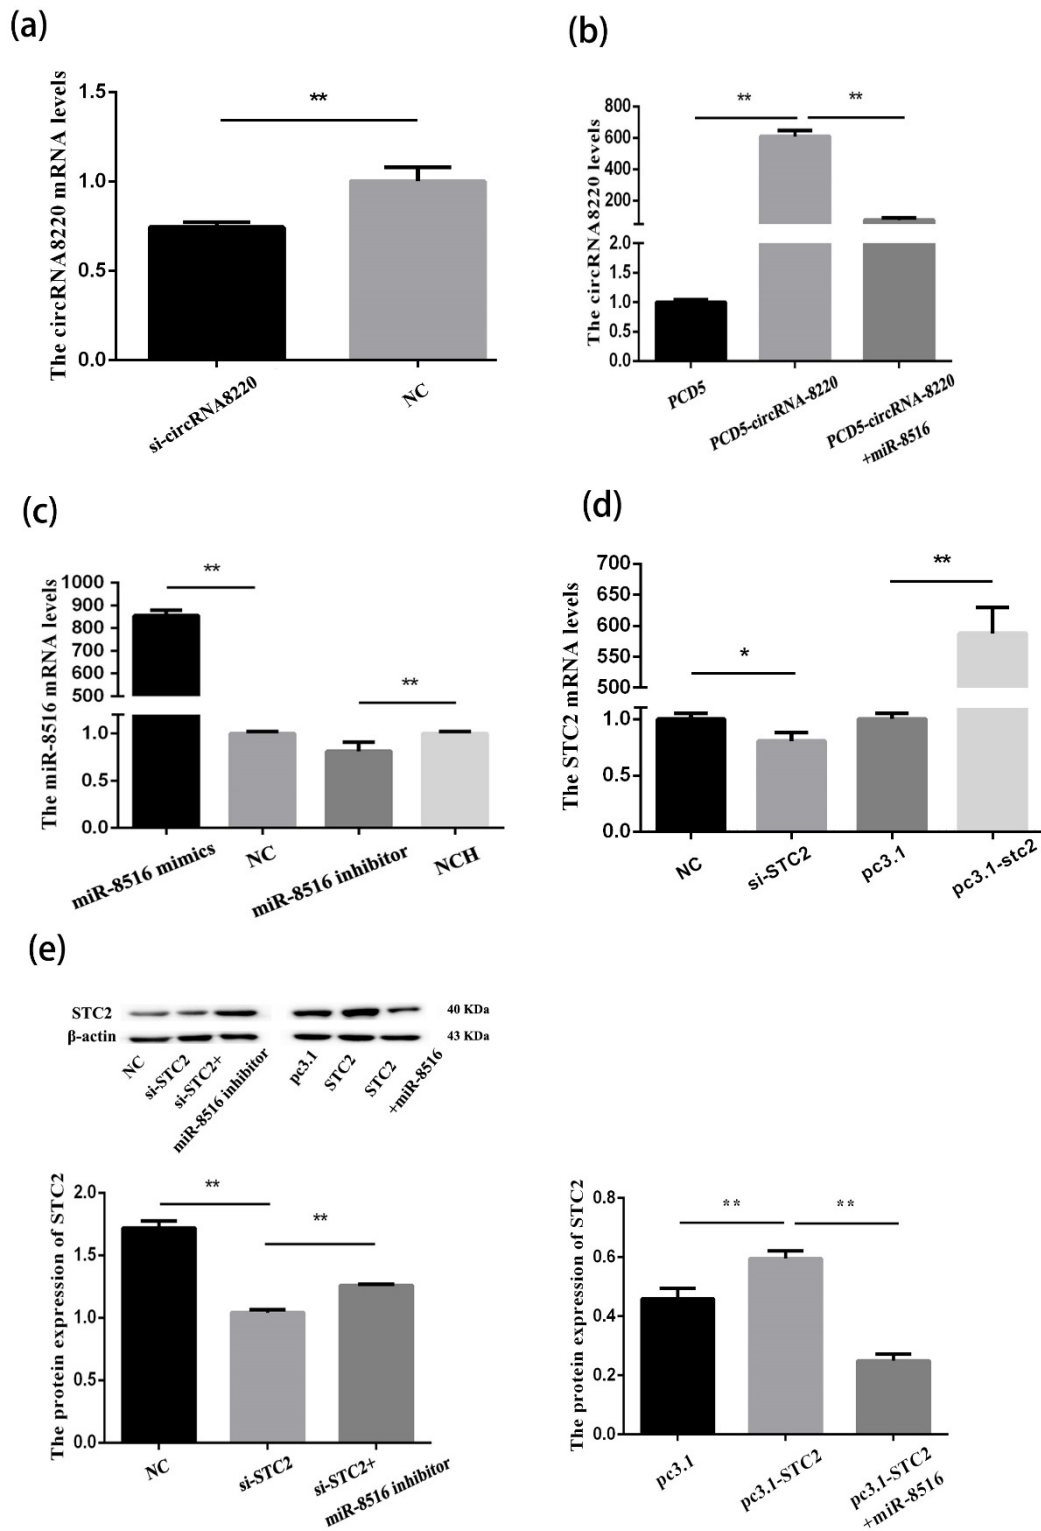 (a)
The circRNA8220 mRNA levels
1.5
1.0
0.5
0.0
**
si-circRNA8220
NC
(b)
The circRNA8220 levels
800
600
400
200
2.0
1.5
1.0
0.5
0.0
**
**
PCD5
PCD5-circRNA-8220
PCD5-circRNA-8220
+miR-8516
(c)
The miR-8516 mRNA levels
1000
900
800
700
600
500
1.0
0.5
0.0
**
**
miR-8516 mimics
NC
miR-8516 inhibitor
NCH
(d)
The STC2 mRNA levels
700
650
600
550
500
1.0
0.5
0.0
*
**
NC
si-STC2
pc3.1
pc3.1-stc2
(e)
STC2
40 KDa
β-actin
43 KDa
NC
si-STC2
si-STC2+
miR-8516 inhibitor
pc3.1
STC2
STC2
+miR-8516
The protein expression of STC2
2.0
1.5
1.0
0.5
0.0
**
**
NC
si-STC2
si-STC2+
miR-8516 inhibitor
The protein expression of STC2
0.8
0.6
0.4
0.2
0.0
**
**
pc3.1
pc3.1-STC2
pc3.1-STC2
+miR-8516